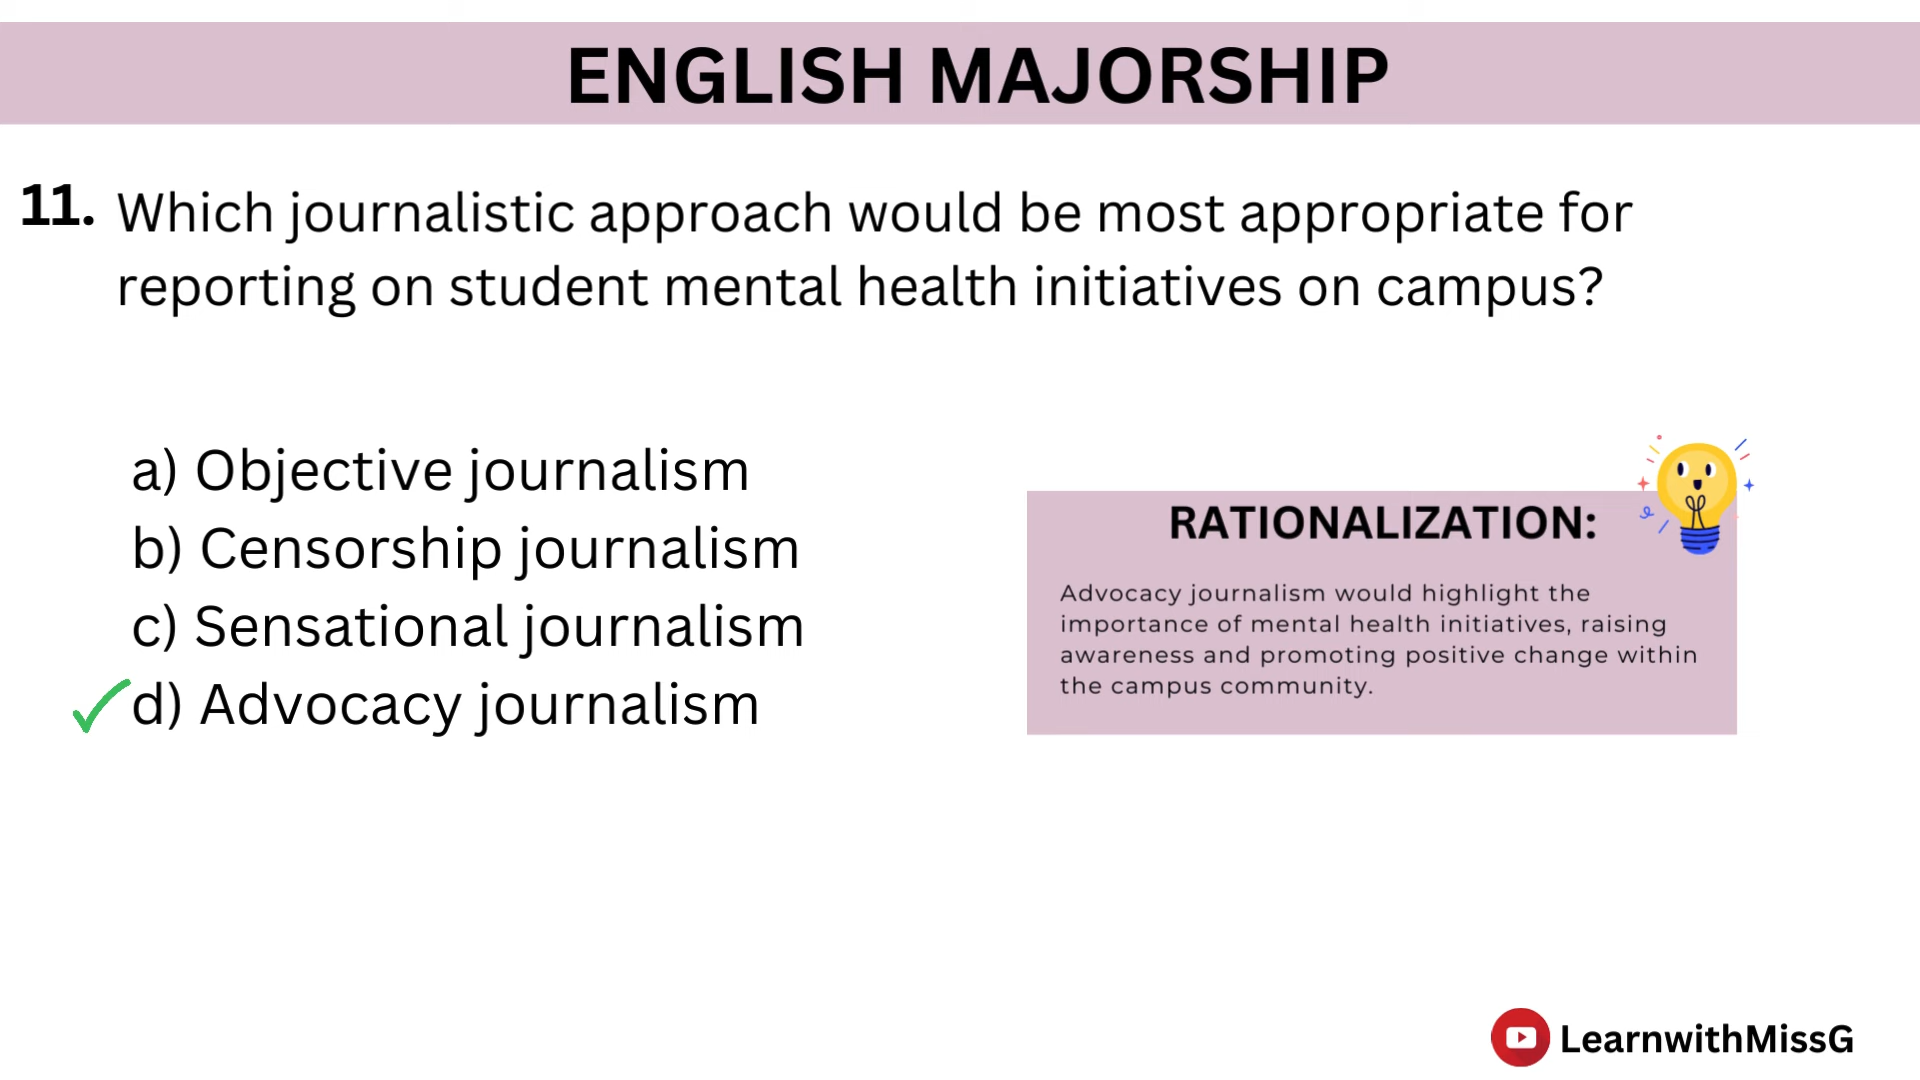 ENGLISH MAJORSHIP
11. Which journalistic approach would be most appropriate for
reporting on student mental health initiatives on campus?
a) Objective journalism
b) Censorship journalism
c) Sensational journalism
d) Advocacy journalism
RATIONALIZATION:
Advocacy journalism would highlight the
importance of mental health initiatives, raising
awareness and promoting positive change within
the campus community.
LearnwithMissG